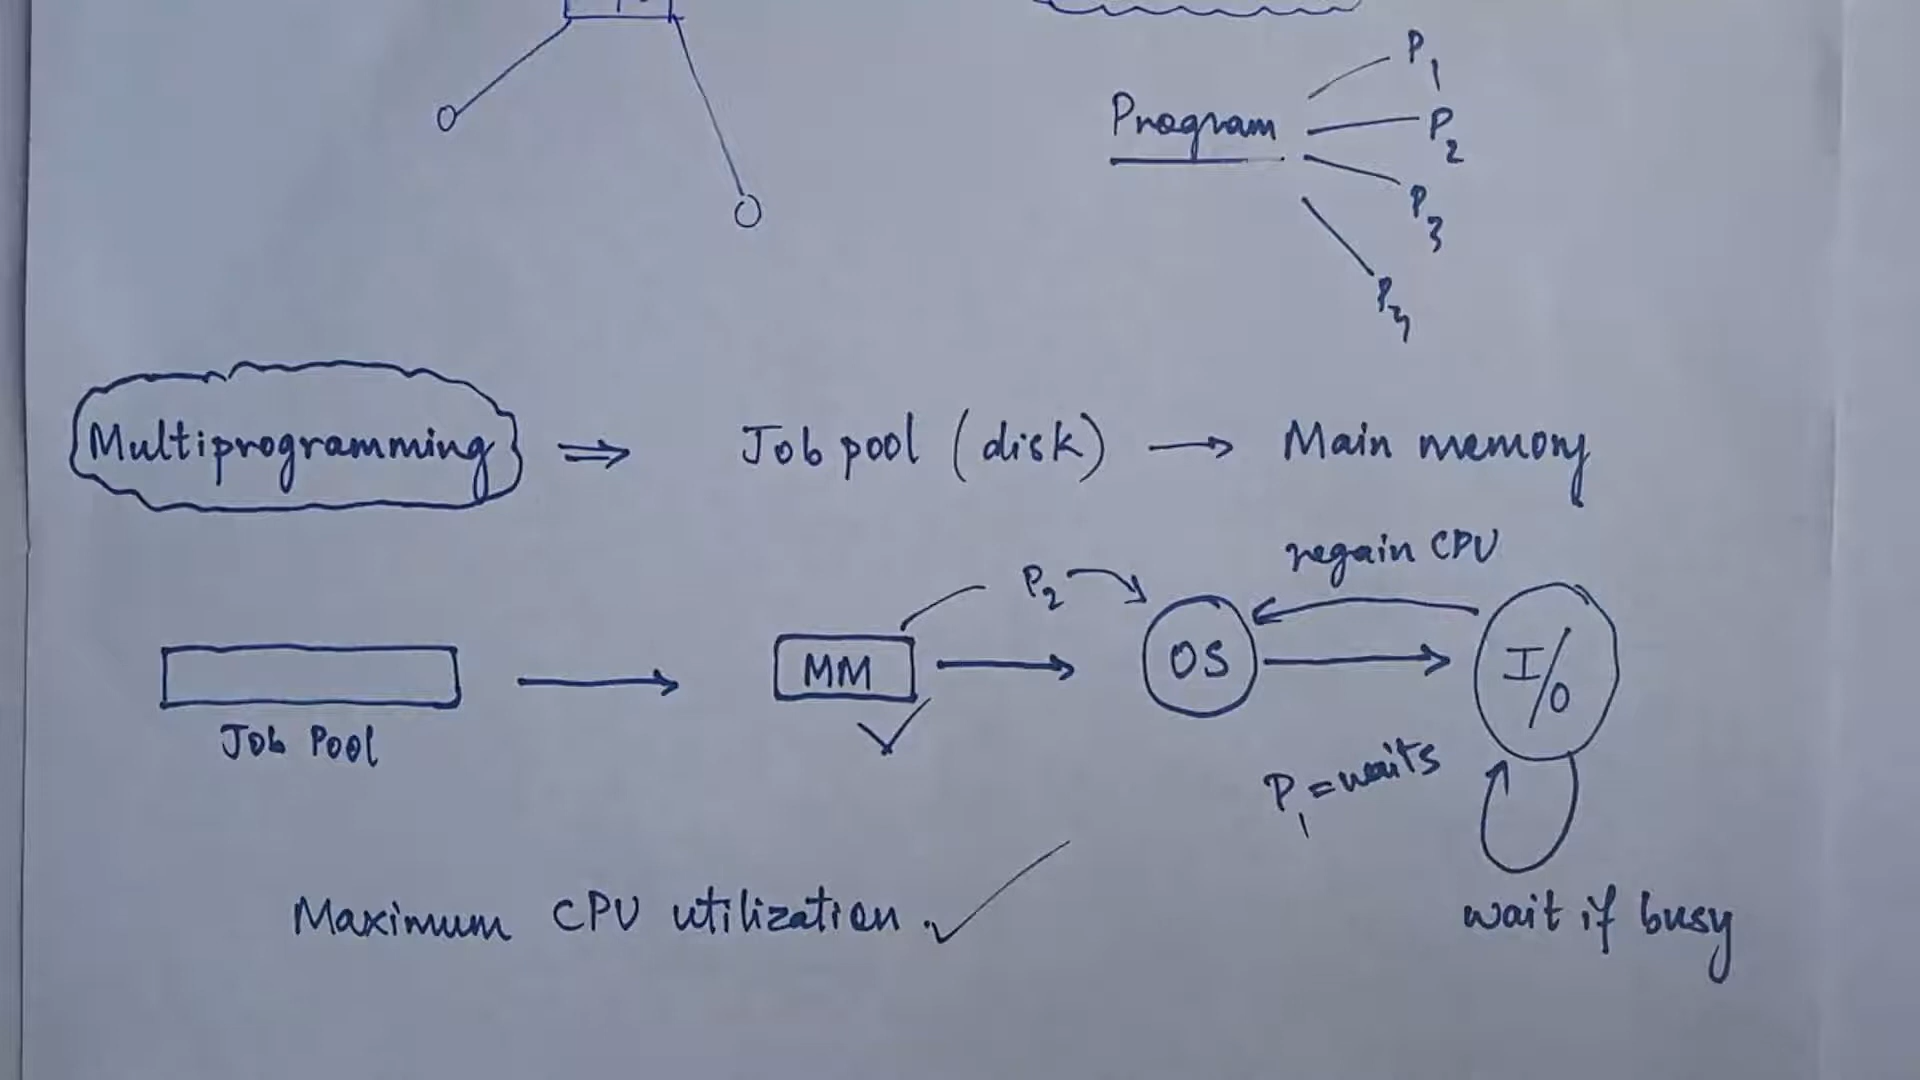 P1
Program
P2
P3
P4
Multiprogramming ⇒ Job pool (disk) → Main memory
regain CPU
P2
MM
OS
I/O
Job Pool
P1 = waits
Maximum CPU utilization.
wait if busy